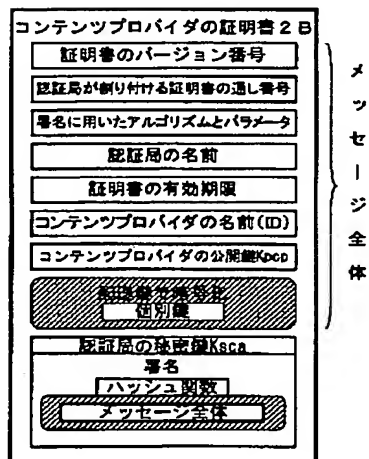 コンテンツプロバイダの証明書2B
証明書のバージョン番号
認証局が割り付ける証明書の通し番号
署名に用いたアルゴリズムとパラメータ
認証局の名前
証明書の有効期限
コンテンツプロバイダの名前(ID)
コンテンツプロバイダの公開鍵Kpcp
配送鍵で暗号化
個別鍵
認証局の秘密鍵Ksca
署名
ハッシュ関数
メッセージ全体
メッセージ全体